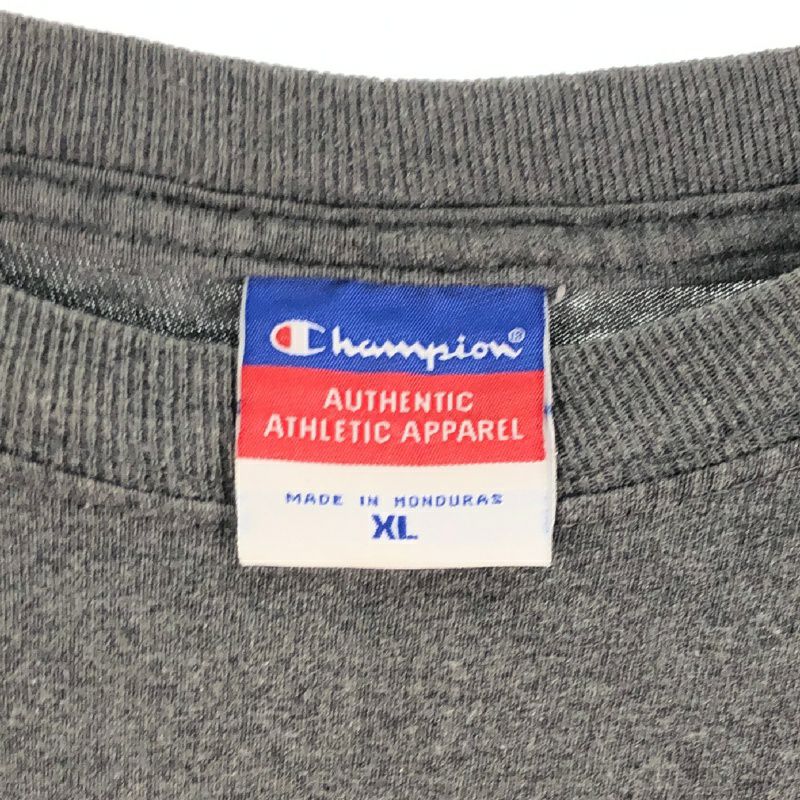 Champion®
AUTHENTIC
ATHLETIC APPAREL
MADE IN HONDURAS
XL